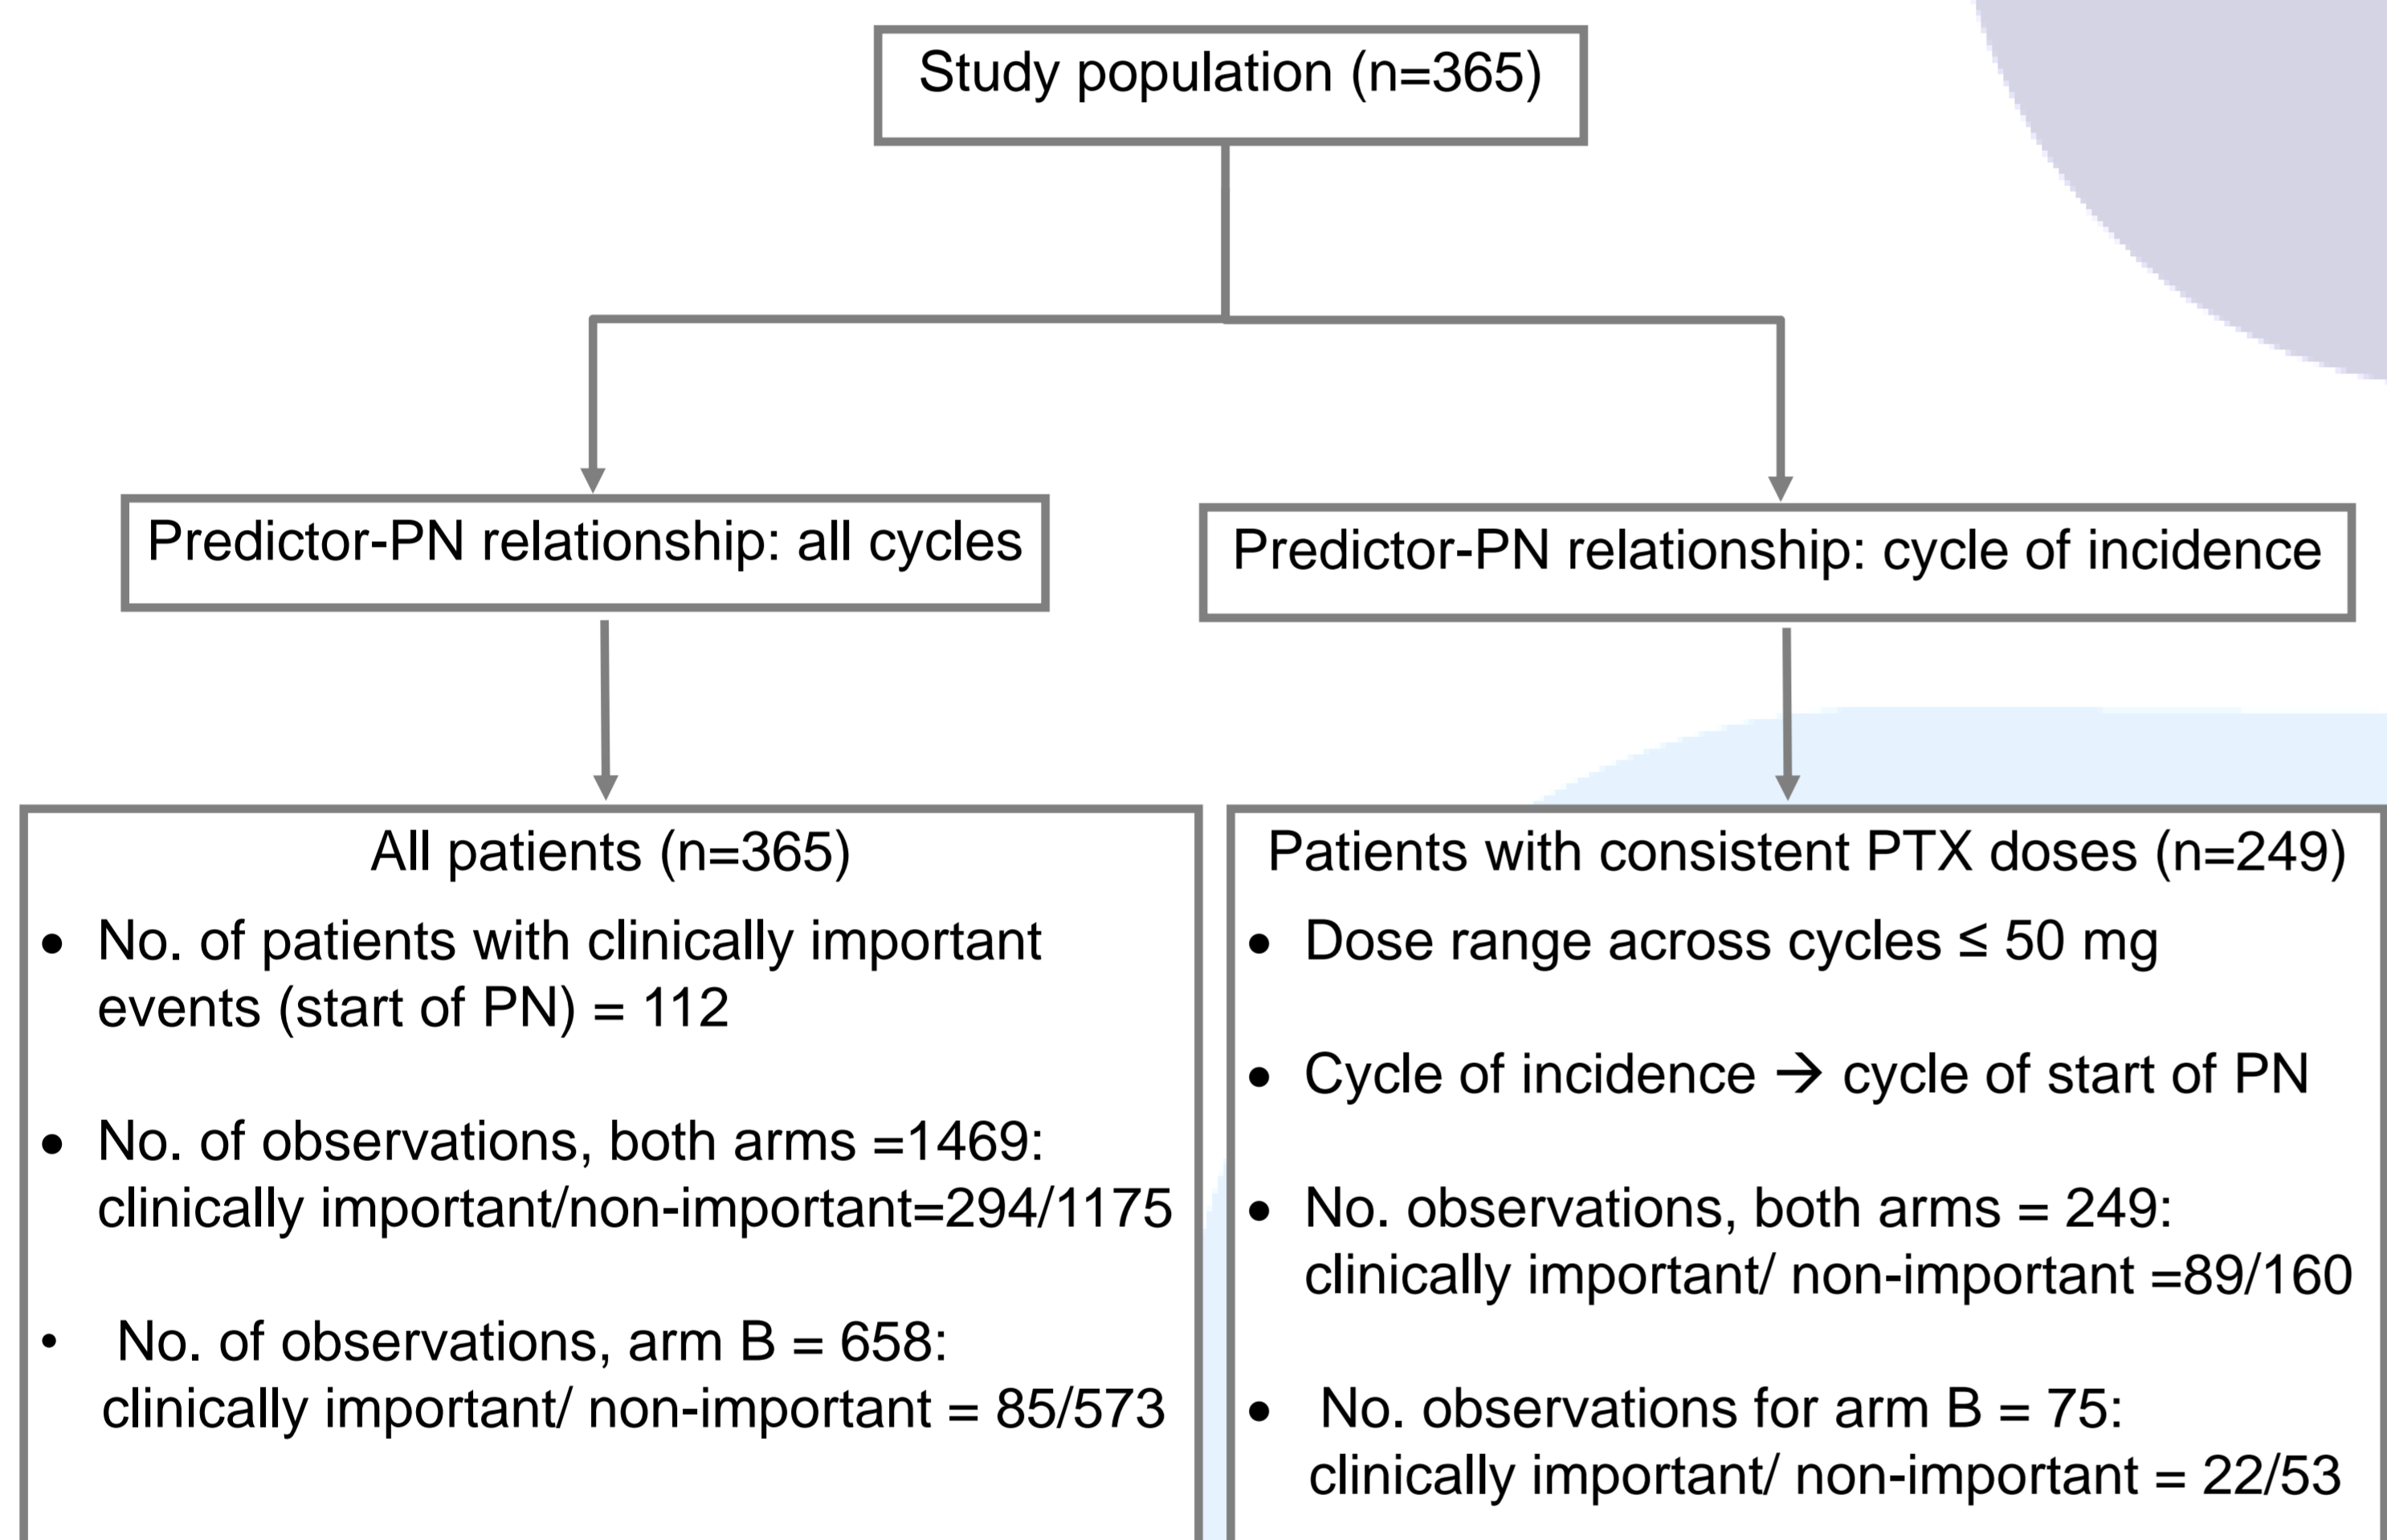 Study population (n=365)
Predictor-PN relationship: all cycles
Predictor-PN relationship: cycle of incidence
All patients (n=365)
● No. of patients with clinically important
events (start of PN) = 112
● No. of observations, both arms =1469:
clinically important/non-important=294/1175
• No. of observations, arm B = 658:
clinically important/ non-important = 85/573
Patients with consistent PTX doses (n=249)
● Dose range across cycles ≤ 50 mg
● Cycle of incidence → cycle of start of PN
● No. observations, both arms = 249:
clinically important/ non-important =89/160
● No. observations for arm B = 75:
clinically important/ non-important = 22/53